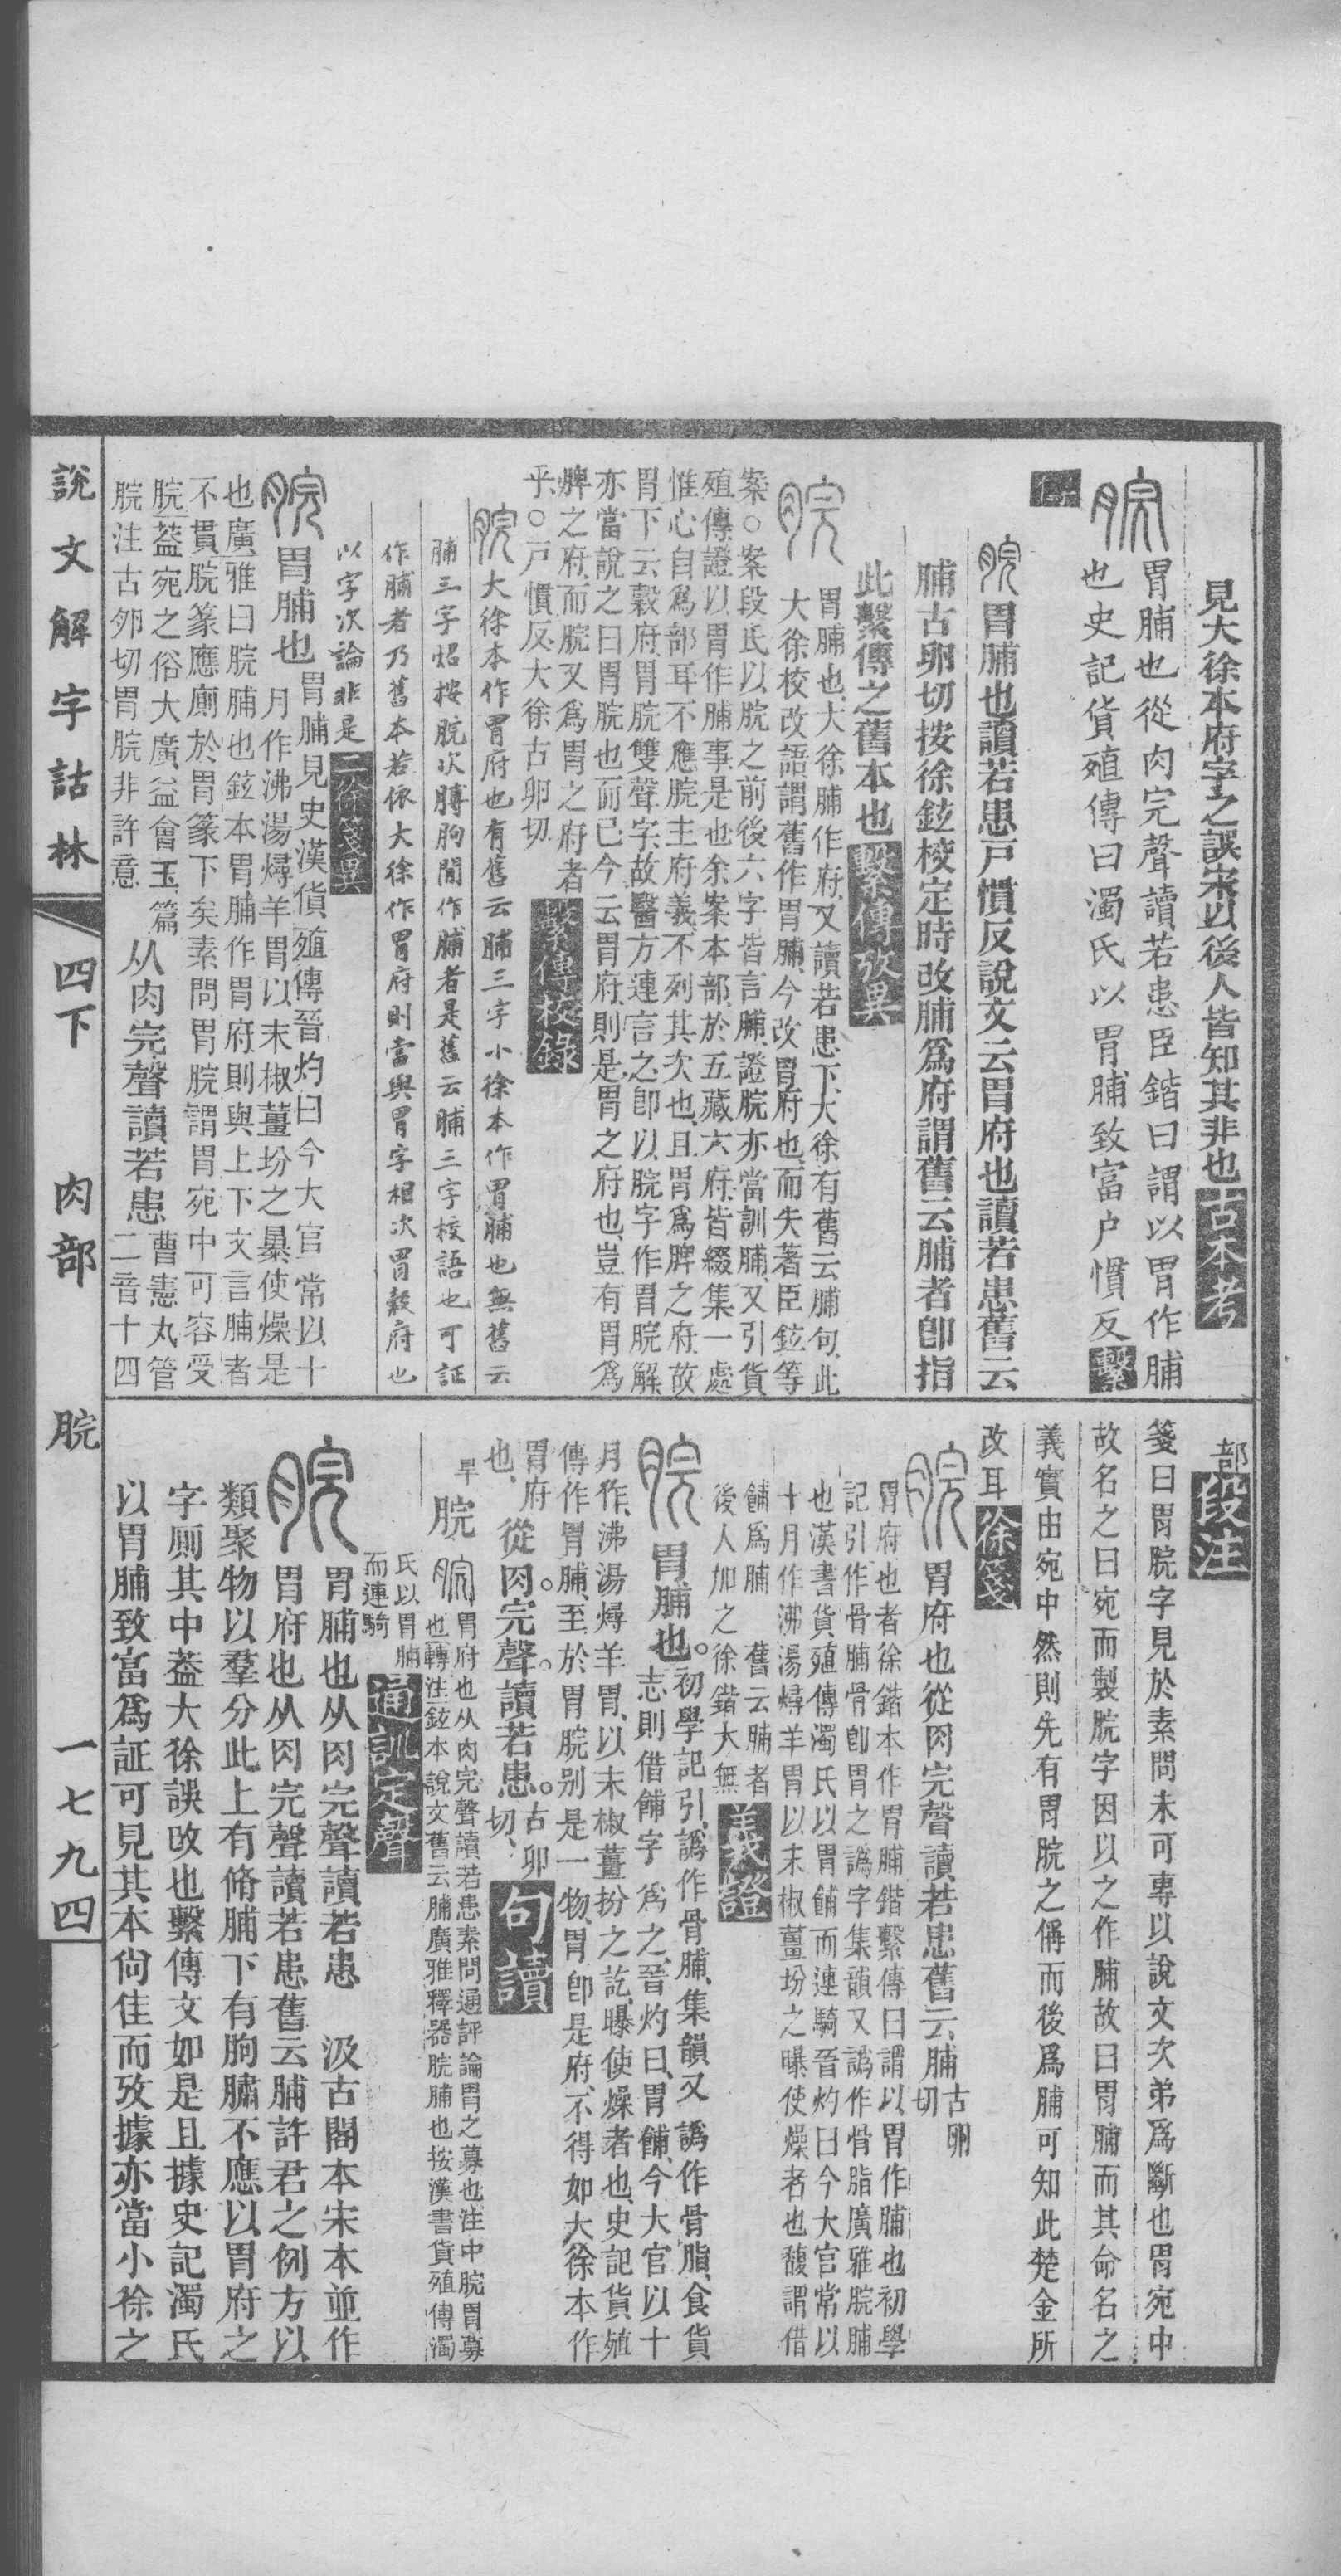 見大徐本府字之誤宋以後人皆知其非也古本考
脘胃脯也從肉完聲讀若患臣鍇曰謂以胃作脯
也史記貨殖傳曰濁氏以胃脯致富户慣反繫
傳
脘胃脯也讀若患戸慣反說文云胃府也讀若患舊云
脯古卵切按徐鉉校定時改脯爲府謂舊云脯者卽指
此繫傳之舊本也繫傳攷異
脘胃脯也大徐脯作府又讀若患下大徐有舊云脯句此
大徐校改語謂舊作胃脯今改胃府也而失著臣鉉等
案○案段氏以脘之前後六字皆言脯證脘亦當訓脯又引貨
殖傳證以胃作脯事是也余案本部於五藏六府皆綴集一處
惟心自爲部耳不應脘主府義不列其次也且胃爲脾之府故
胃下云穀府胃脘雙聲字故醫方連言之卽以脘字作胃脘解
亦當說之曰胃脘也而已今云胃府則是胃之府也豈有胃爲
脾之府而脘又爲胃之府者
乎○戸慣反大徐古卵切 繫傳校錄
脘大徐本作胃府也有舊云脯三字小徐本作胃脯也無舊云
脯三字炤按脘次膊朐閒作脯者是舊云脯三字校語也可証
作脯者乃舊本若依大徐作胃府則當與胃字相次胃穀府也
以字次論非是二徐箋異
脘胃脯也胃脯見史漢貨殖傳晉灼曰今大官常以十
月作沸湯燖羊胃以末椒薑坋之暴使燥是
也廣雅曰脘脯也鉉本胃脯作胃府則與上下文言脯者
不貫脘篆應廁於胃篆下矣素問胃脘謂胃宛中可容受
脘葢宛之俗大廣益會玉篇从肉完聲讀若患曹憲丸管二音十四
脘注古夘切胃脘非許意
部段注
箋曰胃脘字見於素問未可專以說文次弟爲斷也胃宛中
故名之曰宛而製脘字因以之作脯故曰胃脯而其命名之
義實由宛中然則先有胃脘之稱而後爲脯可知此楚金所
改耳徐箋
脘胃府也從肉完聲讀若患舊云脯古卵切
胃府也者徐鍇本作胃脯鍇繫傳曰謂以胃作脯也初學
記引作骨脯骨卽胃之譌字集韻又譌作骨脂廣雅脘脯
也漢書貨殖傳濁氏以胃餔而連騎晉灼曰今大官常以
十月作沸湯燖羊胃以末椒薑坋之曝使燥者也馥謂借
餔爲脯 舊云脯者
後人加之徐鍇大無 義證
脘胃脯也。初學記引譌作骨脯集韻又譌作骨脂食貨
志則借餔字爲之晉灼曰胃餔今大官以十
月作沸湯燖羊胃以末椒薑扮之訖曝使燥者也史記貨殖
傳作胃脯至於胃脘別是一物胃卽是府不得如大徐本作
胃府
也從肉。完聲。讀若患。古卵切 句讀
早脘脘胃府也从肉完聲讀若患素問通評論胃之募也注中脘胃募
也轉注鉉本說文舊云脯廣雅釋器脘脯也按漢書貨殖傳濁
氏以胃脯
而連騎 通訓定聲
脘胃脯也从肉完聲讀若患 汲古閣本宋本並作
胃府也从肉完聲讀若患舊云脯許君之例方以
類聚物以羣分此上有脩脯下有朐膴不應以胃府之
字厠其中葢大徐誤改也繫傳文如是且據史記濁氏
以胃脯致富爲証可見其本尙佳而攷據亦當小徐之
說文解字詁林 四下 肉部 脘 一七九四